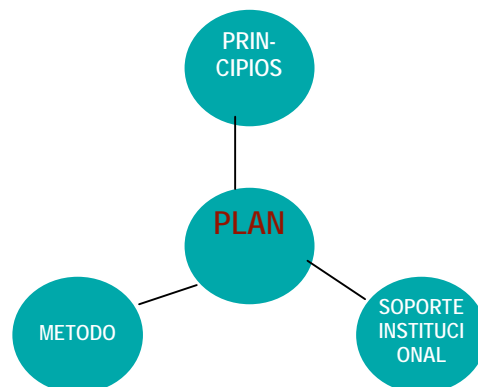 PRIN-
CIPIOS
PLAN
METODO
SOPORTE
INSTITUCI
ONAL